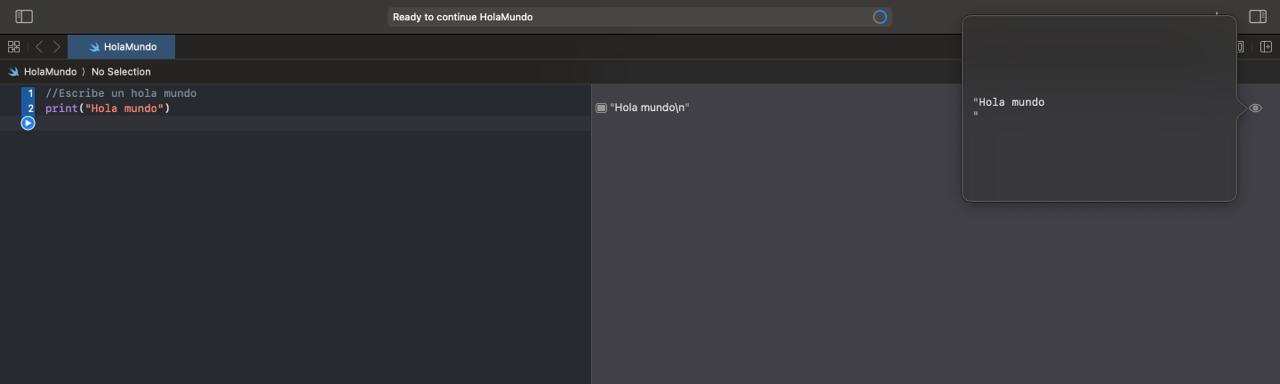 Ready to continue HolaMundo
HolaMundo
HolaMundo ⟩ No Selection
1 //Escribe un hola mundo
2 print("Hola mundo")
"Hola mundo\n"
"Hola mundo
"